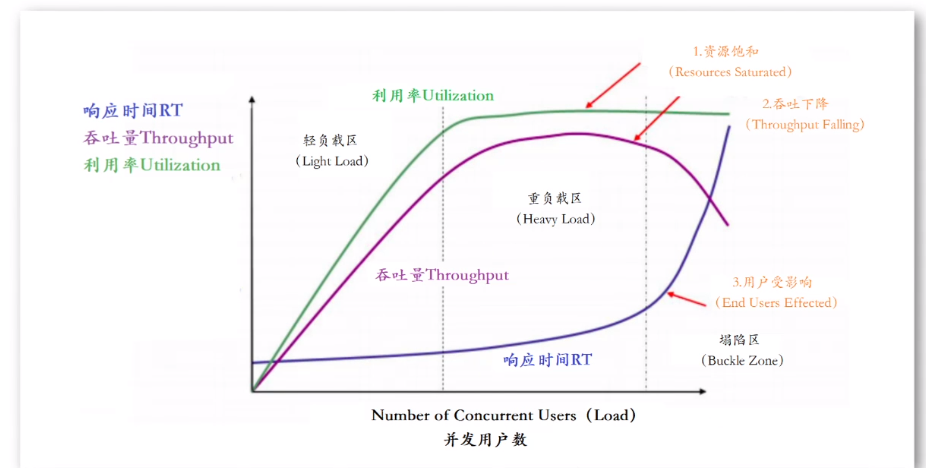 1.资源饱和
(Resources Saturated)
利用率Utilization
2.吞吐下降
(Throughput Falling)
响应时间RT
吞吐量Throughput
利用率Utilization
轻负载区
(Light Load)
重负载区
(Heavy Load)
吞吐量Throughput
3.用户受影响
(End Users Effected)
响应时间RT
塌陷区
(Buckle Zone)
Number of Concurrent Users (Load)
并发用户数